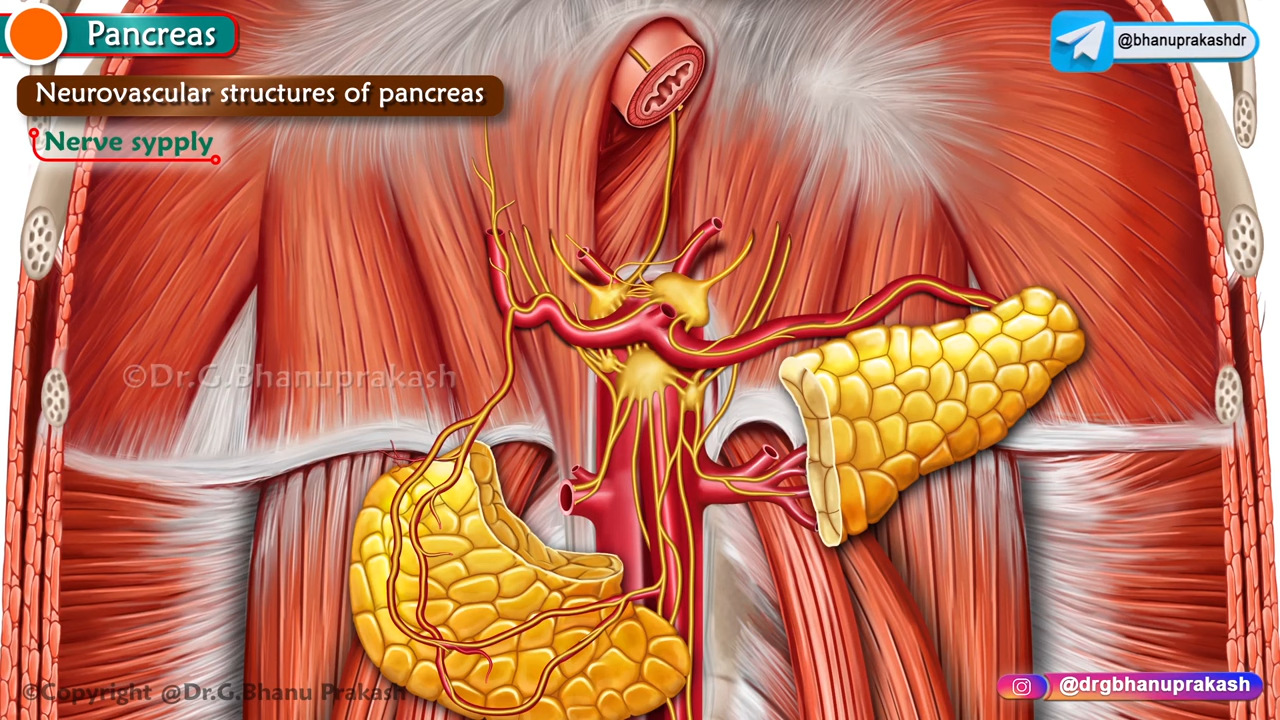 Pancreas
@bhanuprakashdr
Neurovascular structures of pancreas
Nerve sypply
©Dr.G.Bhanuprakash
©Copyright @Dr.G.Bhanu Prakash
@drgbhanuprakash